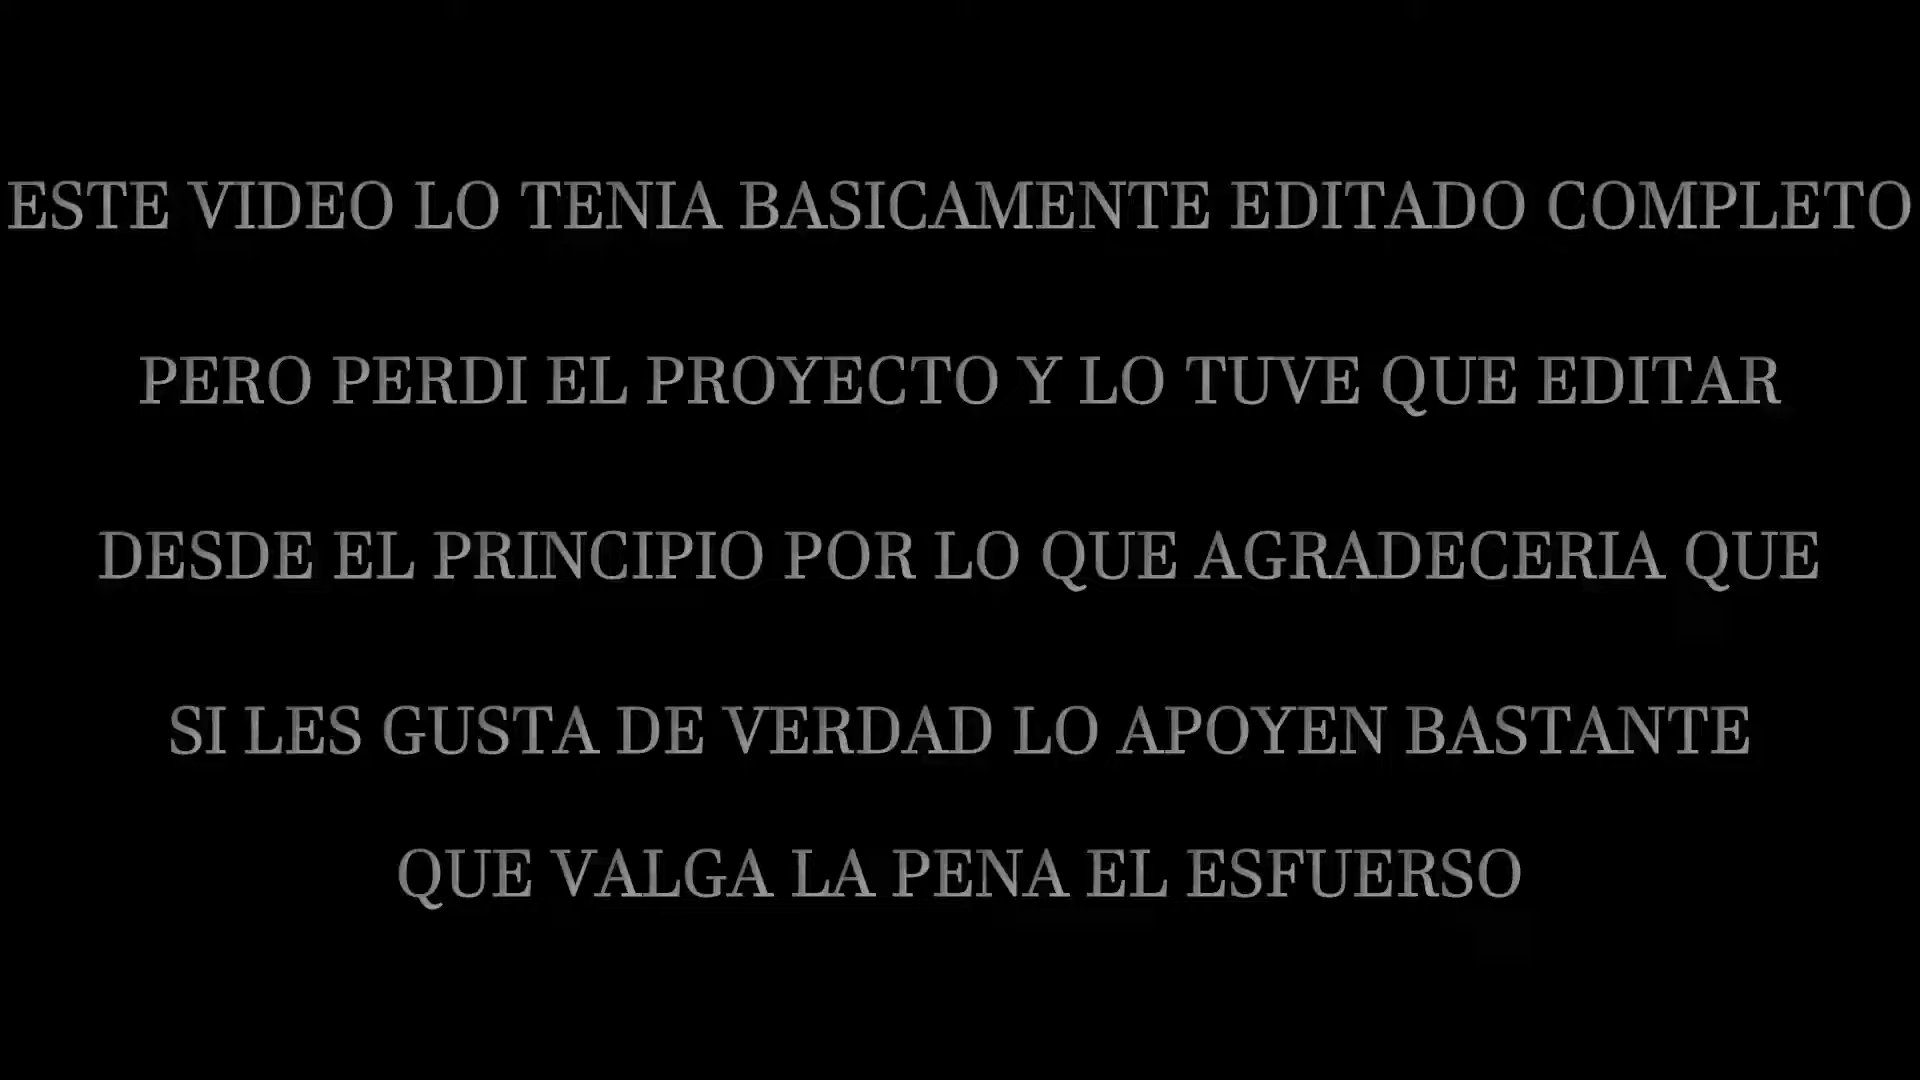 ESTE VIDEO LO TENIA BASICAMENTE EDITADO COMPLETO
PERO PERDI EL PROYECTO Y LO TUVE QUE EDITAR
DESDE EL PRINCIPIO POR LO QUE AGRADECERIA QUE
SI LES GUSTA DE VERDAD LO APOYEN BASTANTE
QUE VALGA LA PENA EL ESFUERSO